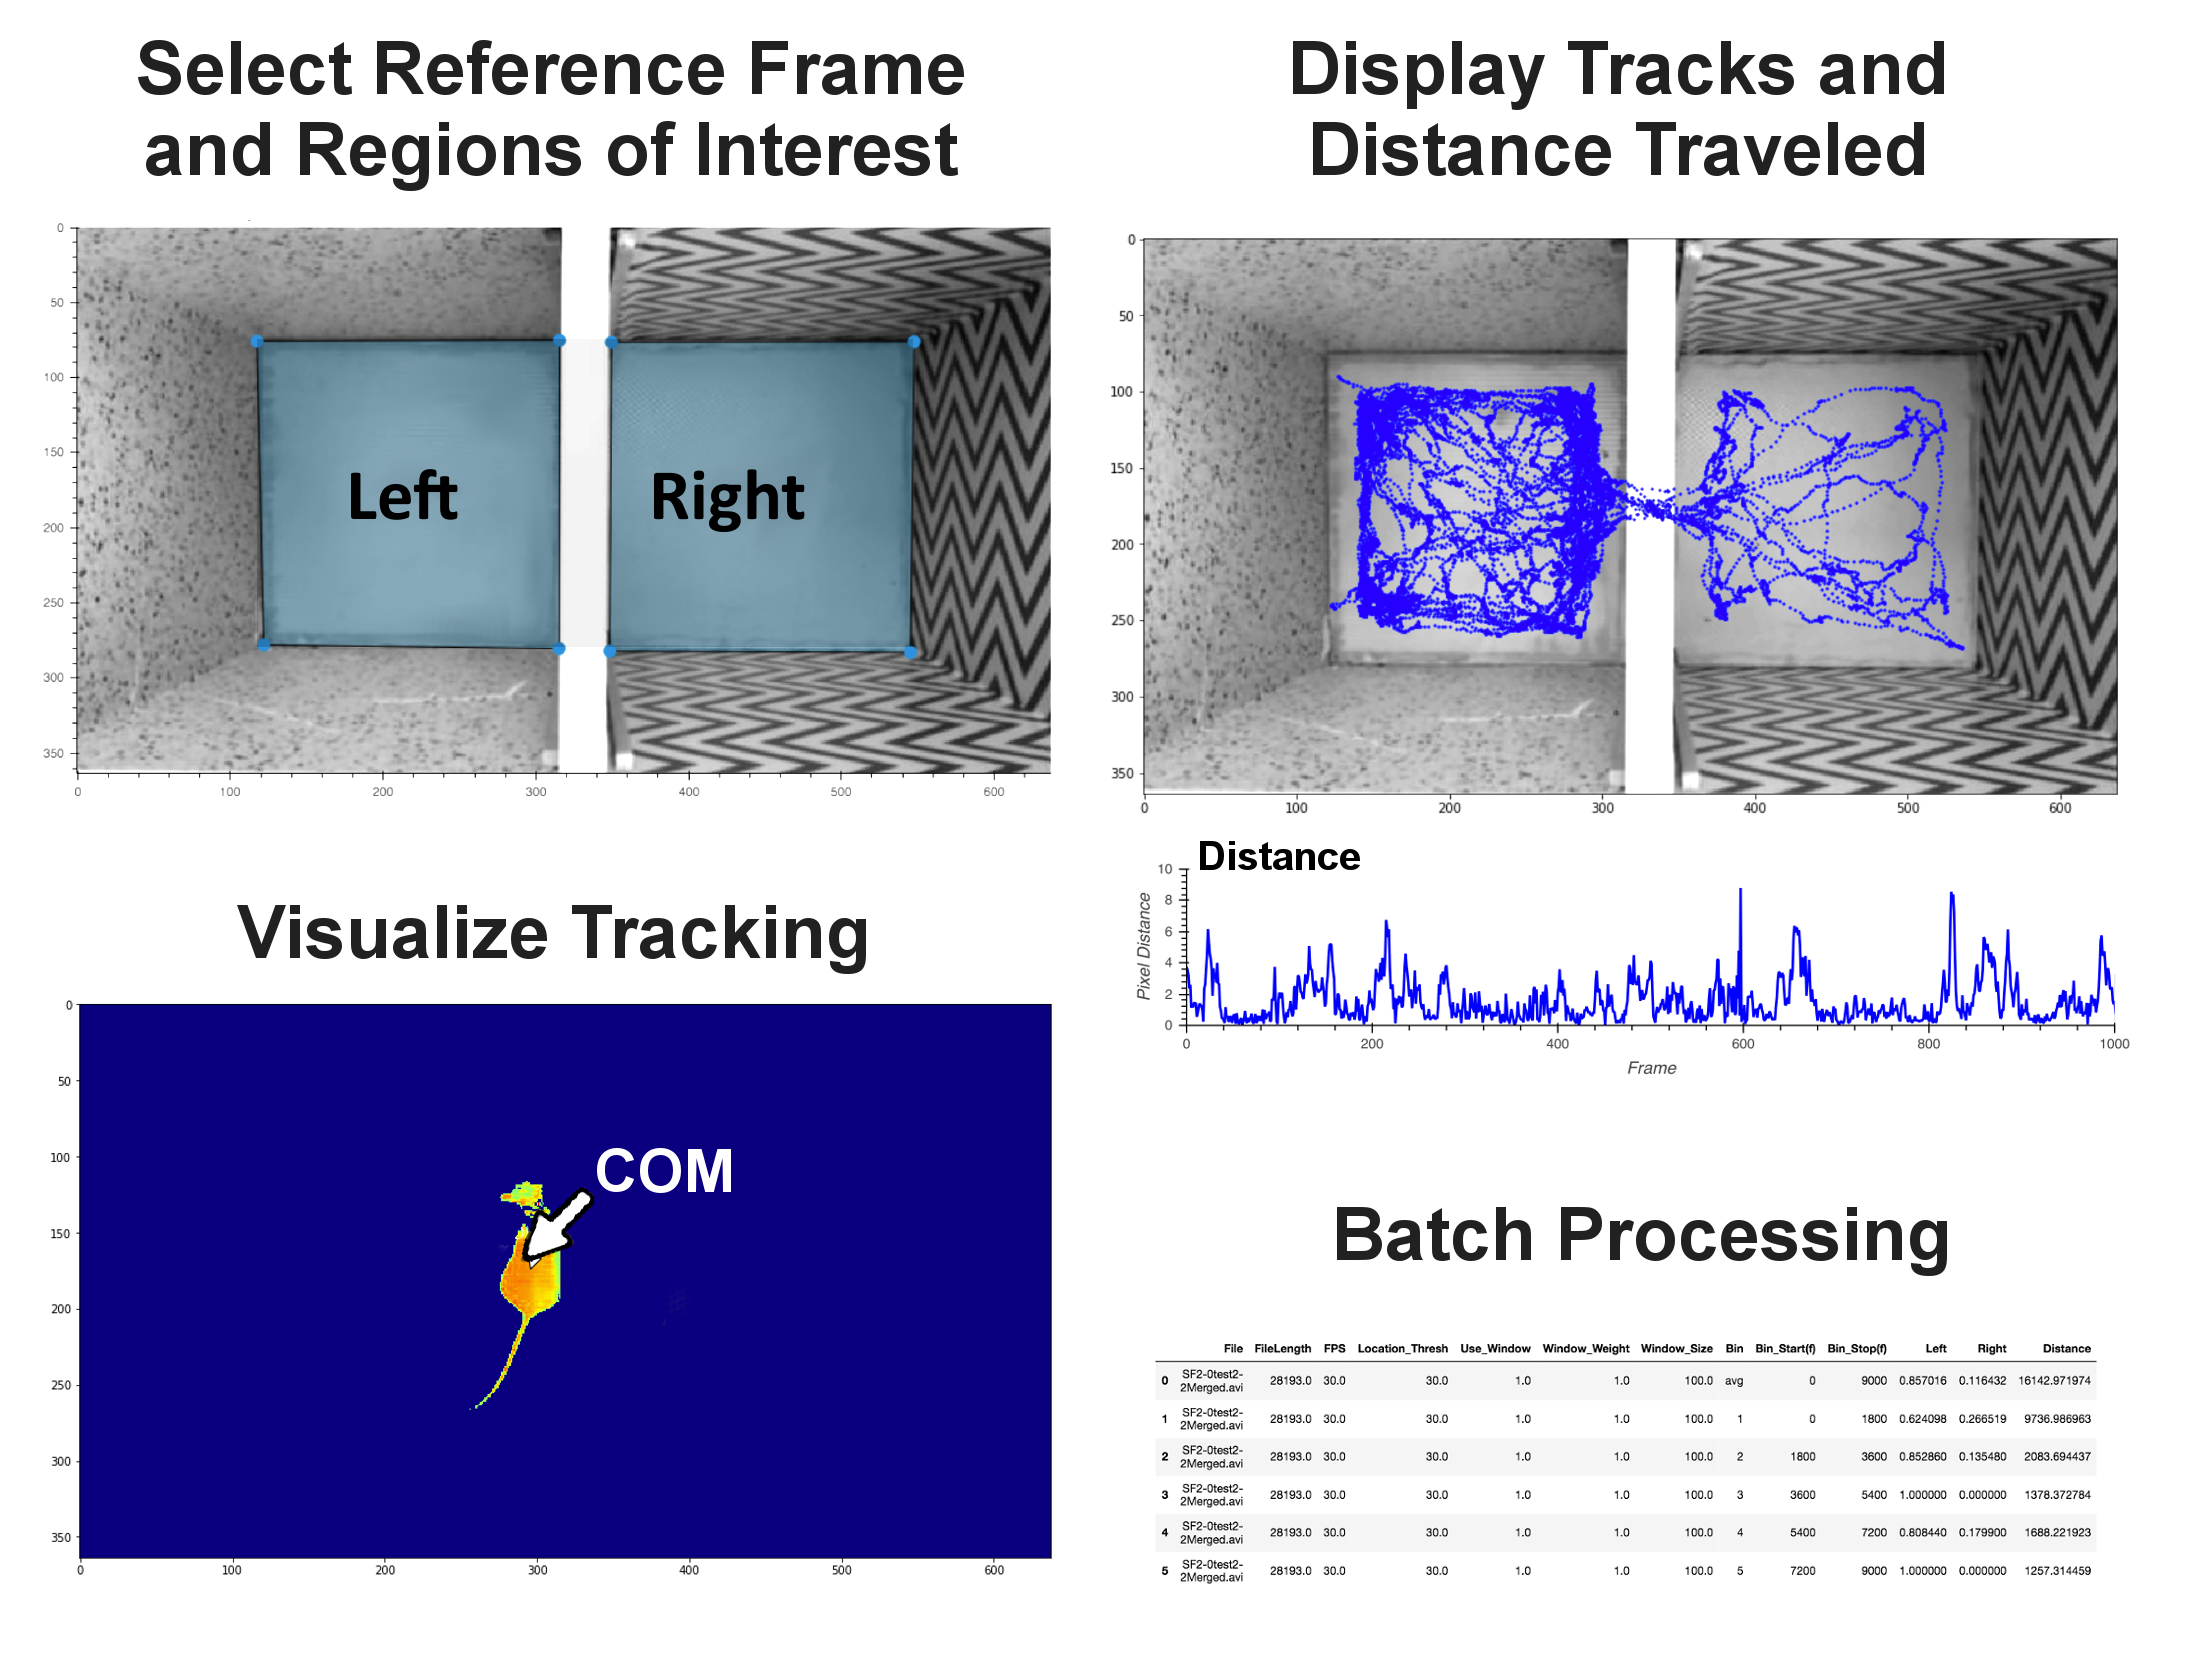 Select Reference Frame
and Regions of Interest
0
50
100
150
200
250
300
350
0 100 200 300 400 500 600
Left
Right
Display Tracks and
Distance Traveled
0
50
100
150
200
250
300
350
0 100 200 300 400 500 600
Distance
Pixel Distance
10
8
6
4
2
0
0 200 400 600 800 1000
Frame
Visualize Tracking
0
50
100
150
200
250
300
350
0 100 200 300 400 500 600
COM
Batch Processing
File FileLength FPS Location_Thresh Use_Window Window_Weight Window_Size Bin Bin_Start(f) Bin_Stop(f) Left Right Distance
0 SF2-0test2-
2Merged.avi 28193.0 30.0 30.0 1.0 1.0 100.0 avg 0 9000 0.857016 0.116432 16142.971974
1 SF2-0test2-
2Merged.avi 28193.0 30.0 30.0 1.0 1.0 100.0 1 0 1800 0.624098 0.266519 9736.986963
2 SF2-0test2-
2Merged.avi 28193.0 30.0 30.0 1.0 1.0 100.0 2 1800 3600 0.852860 0.135480 2083.694437
3 SF2-0test2-
2Merged.avi 28193.0 30.0 30.0 1.0 1.0 100.0 3 3600 5400 1.000000 0.000000 1378.372784
4 SF2-0test2-
2Merged.avi 28193.0 30.0 30.0 1.0 1.0 100.0 4 5400 7200 0.808440 0.179900 1688.221923
5 SF2-0test2-
2Merged.avi 28193.0 30.0 30.0 1.0 1.0 100.0 5 7200 9000 1.000000 0.000000 1257.314459